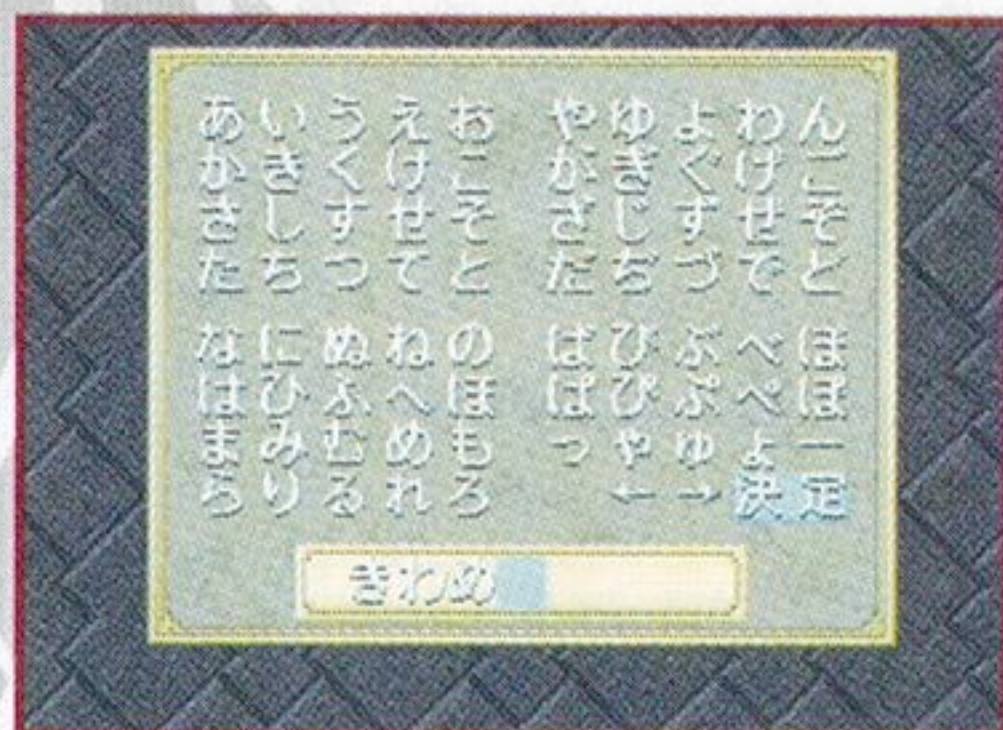 あいうえお やゆよわん
かきくけこ がぎぐげご
さしすせそ ざじずぜぞ
たちつてと だぢづでど
なにぬねの ばびぶべぼ
はひふへほ ぱぴぷぺぽ
まみむめも っゃゅょー
らりるれろ ←→決定
きわめ